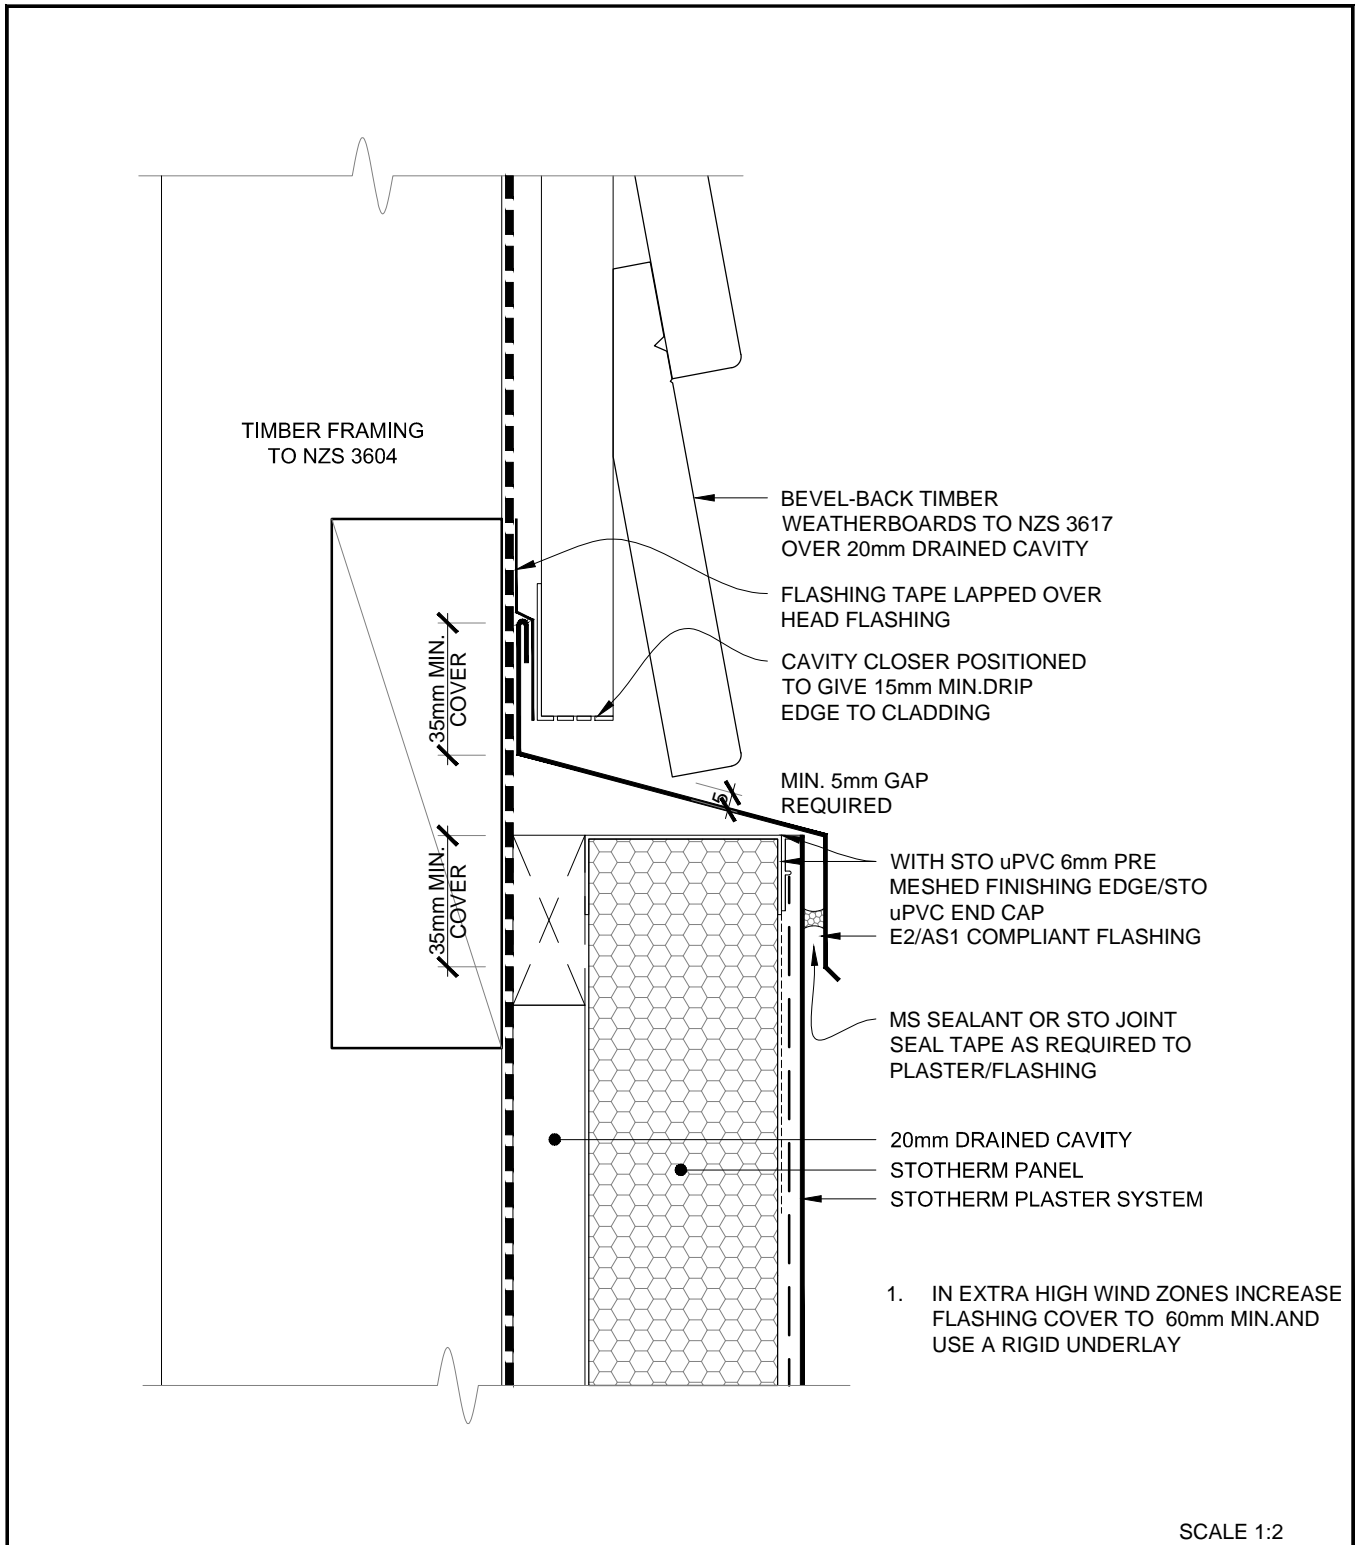 TIMBER FRAMING
TO NZS 3604
BEVEL-BACK TIMBER
WEATHERBOARDS TO NZS 3617
OVER 20mm DRAINED CAVITY
FLASHING TAPE LAPPED OVER
HEAD FLASHING
35mm MIN.
COVER
CAVITY CLOSER POSITIONED
TO GIVE 15mm MIN.DRIP
EDGE TO CLADDING
5
MIN. 5mm GAP
REQUIRED
35mm MIN.
COVER
WITH STO uPVC 6mm PRE
MESHED FINISHING EDGE/STO
uPVC END CAP
E2/AS1 COMPLIANT FLASHING
MS SEALANT OR STO JOINT
SEAL TAPE AS REQUIRED TO
PLASTER/FLASHING
20mm DRAINED CAVITY
STOTHERM PANEL
STOTHERM PLASTER SYSTEM
1. IN EXTRA HIGH WIND ZONES INCREASE
FLASHING COVER TO 60mm MIN.AND
USE A RIGID UNDERLAY
SCALE 1:2